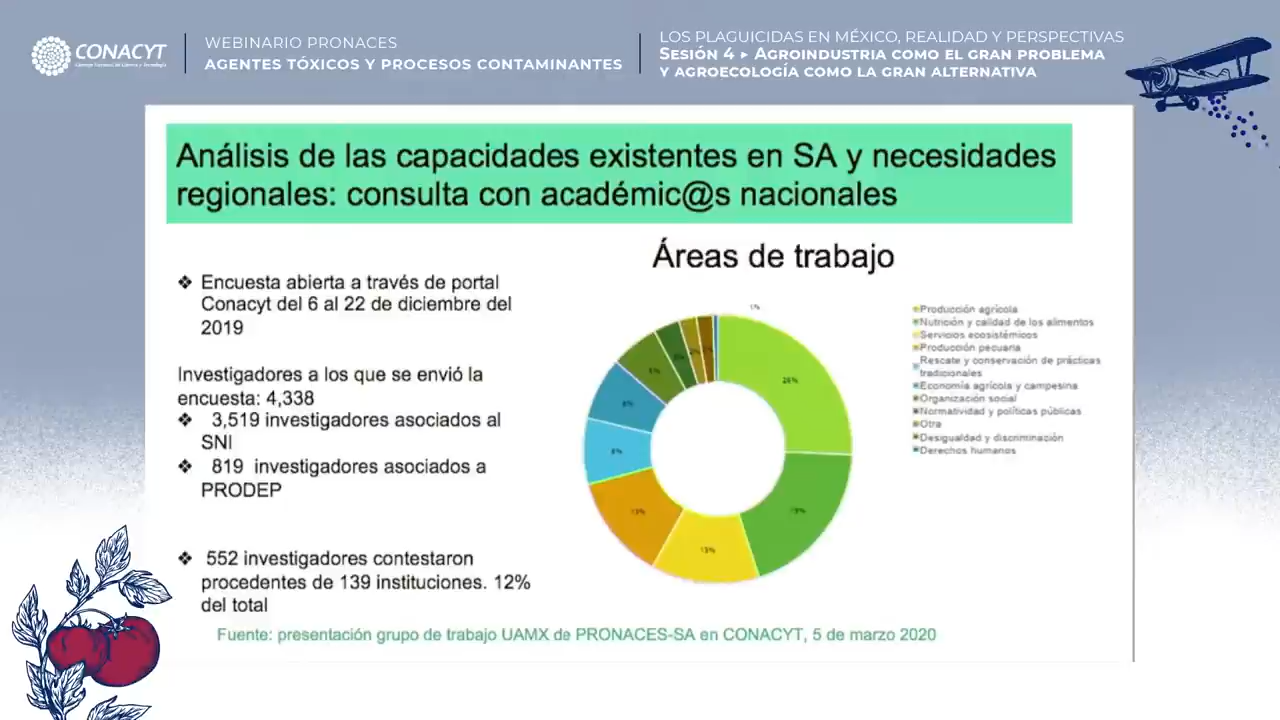 CONACYT
Consejo Nacional de Ciencia y Tecnología
WEBINARIO PRONACES
AGENTES TÓXICOS Y PROCESOS CONTAMINANTES
LOS PLAGUICIDAS EN MÉXICO, REALIDAD Y PERSPECTIVAS
SESIÓN 4 ▸ AGROINDUSTRIA COMO EL GRAN PROBLEMA
Y AGROECOLOGÍA COMO LA GRAN ALTERNATIVA
Análisis de las capacidades existentes en SA y necesidades
regionales: consulta con académic@s nacionales
❖ Encuesta abierta a través de portal
Conacyt del 6 al 22 de diciembre del
2019
Investigadores a los que se envió la
encuesta: 4,338
❖ 3,519 investigadores asociados al
SNI
❖ 819 investigadores asociados a
PRODEP
❖ 552 investigadores contestaron
procedentes de 139 instituciones. 12%
del total
Áreas de trabajo
Producción agrícola
Nutrición y calidad de los alimentos
Servicios ecosistémicos
Producción pecuaria
Rescate y conservación de prácticas
tradicionales
Economía agrícola y campesina
Organización social
Normatividad y políticas públicas
Otra
Desigualdad y discriminación
Derechos humanos
Fuente: presentación grupo de trabajo UAMX de PRONACES-SA en CONACYT, 5 de marzo 2020